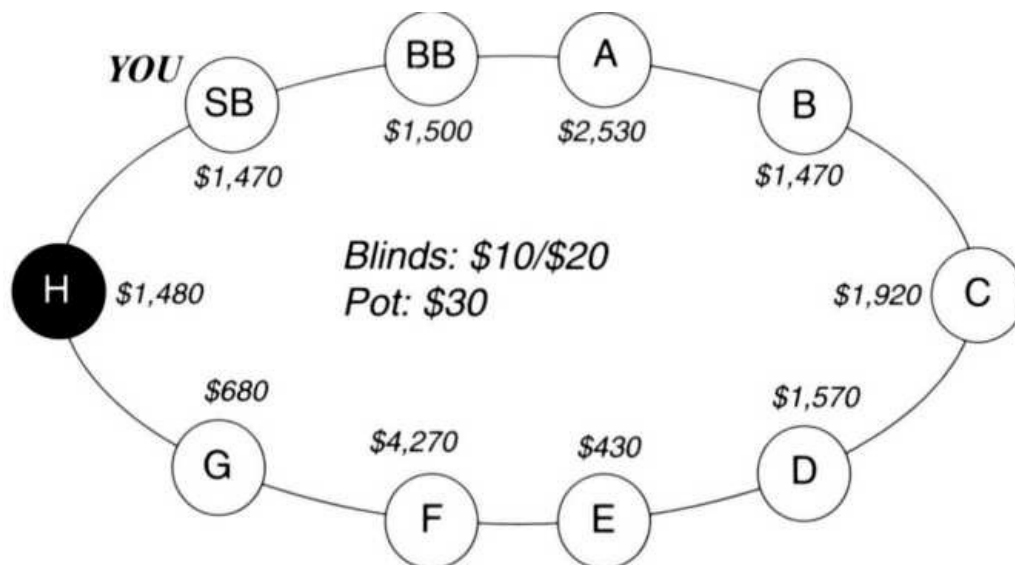 YOU
SB
$1,470
BB
$1,500
A
$2,530
B
$1,470
H
$1,480
Blinds: $10/$20
Pot: $30
$1,920
C
$680
G
$4,270
F
$430
E
$1,570
D